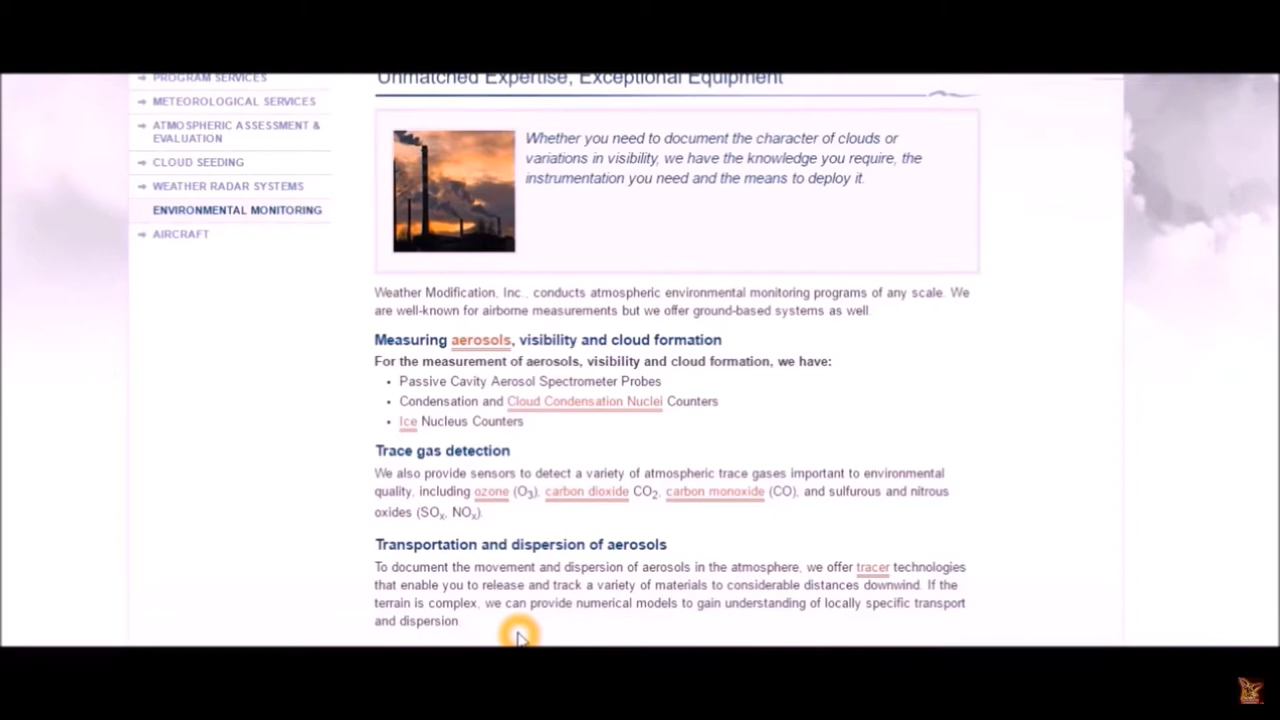 Unmatched Expertise, Exceptional Equipment
PROGRAM SERVICES
METEOROLOGICAL SERVICES
ATMOSPHERIC ASSESSMENT &
EVALUATION
CLOUD SEEDING
WEATHER RADAR SYSTEMS
ENVIRONMENTAL MONITORING
AIRCRAFT
Whether you need to document the character of clouds or
variations in visibility, we have the knowledge you require, the
instrumentation you need and the means to deploy it.
Weather Modification, Inc., conducts atmospheric environmental monitoring programs of any scale. We
are well-known for airborne measurements but we offer ground-based systems as well.
Measuring aerosols, visibility and cloud formation
For the measurement of aerosols, visibility and cloud formation, we have:
• Passive Cavity Aerosol Spectrometer Probes
• Condensation and Cloud Condensation Nuclei Counters
• Ice Nucleus Counters
Trace gas detection
We also provide sensors to detect a variety of atmospheric trace gases important to environmental
quality, including ozone (O3), carbon dioxide CO2, carbon monoxide (CO), and sulfurous and nitrous
oxides (SOx, NOx).
Transportation and dispersion of aerosols
To document the movement and dispersion of aerosols in the atmosphere, we offer tracer technologies
that enable you to release and track a variety of materials to considerable distances downwind. If the
terrain is complex, we can provide numerical models to gain understanding of locally specific transport
and dispersion